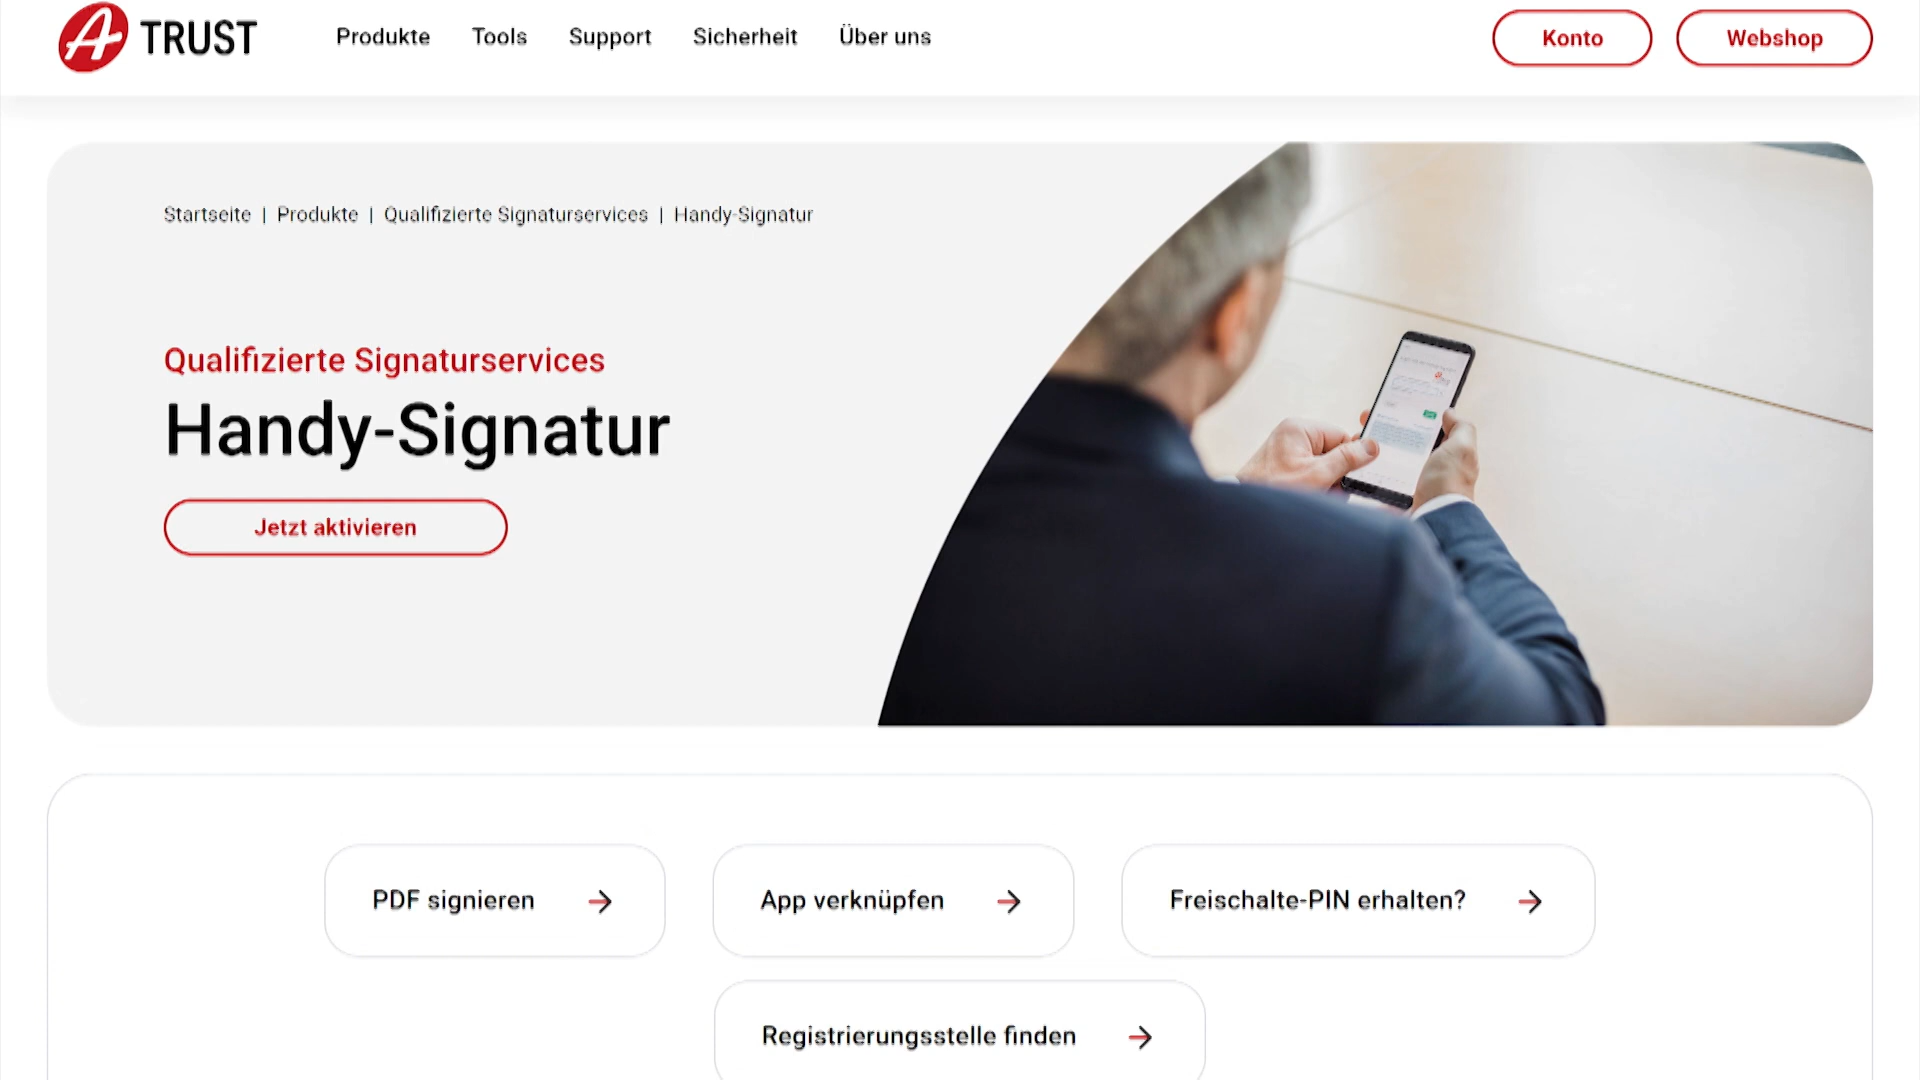 A TRUST
Produkte Tools Support Sicherheit Über uns Konto Webshop
Startseite | Produkte | Qualifizierte Signaturservices | Handy-Signatur
Qualifizierte Signaturservices
Handy-Signatur
Jetzt aktivieren
PDF signieren
App verknüpfen
Freischalte-PIN erhalten?
Registrierungsstelle finden